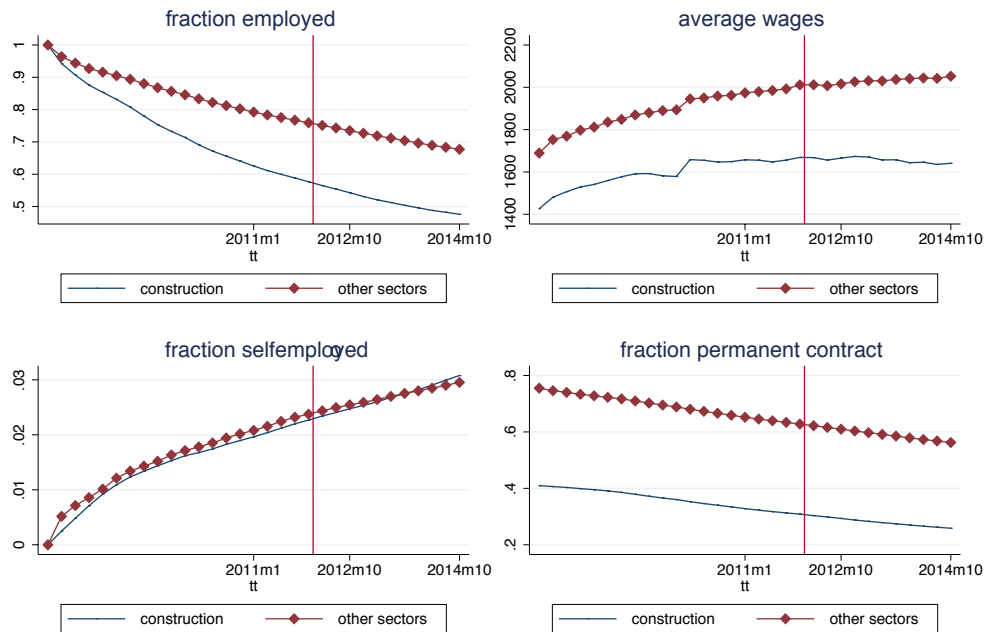 fraction employed
1
.9
.8
.7
.6
.5
2011m1 2012m10 2014m10
tt
construction other sectors
average wages
2200
2000
1800
1600
1400
2011m1 2012m10 2014m10
tt
construction other sectors
fraction selfemployed
.03
.02
.01
0
2011m1 2012m10 2014m10
tt
construction other sectors
fraction permanent contract
.8
.6
.4
.2
2011m1 2012m10 2014m10
tt
construction other sectors